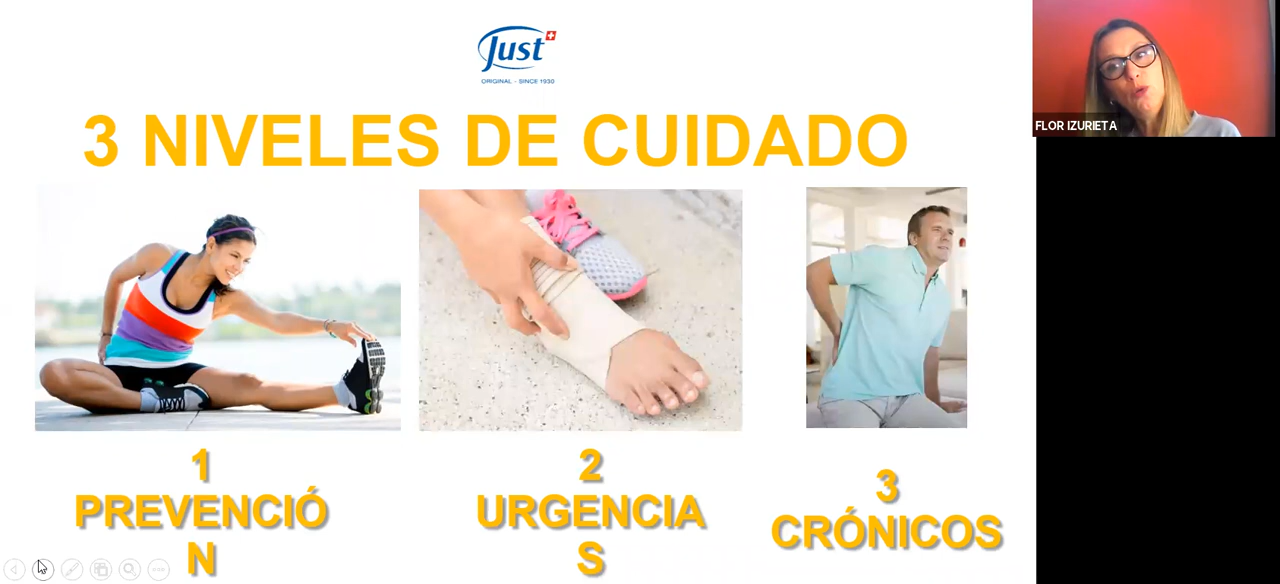 Just
ORIGINAL - SINCE 1930
3 NIVELES DE CUIDADO
FLOR IZURIETA
1
PREVENCIÓ
N
2
URGENCIA
S
3
CRÓNICOS